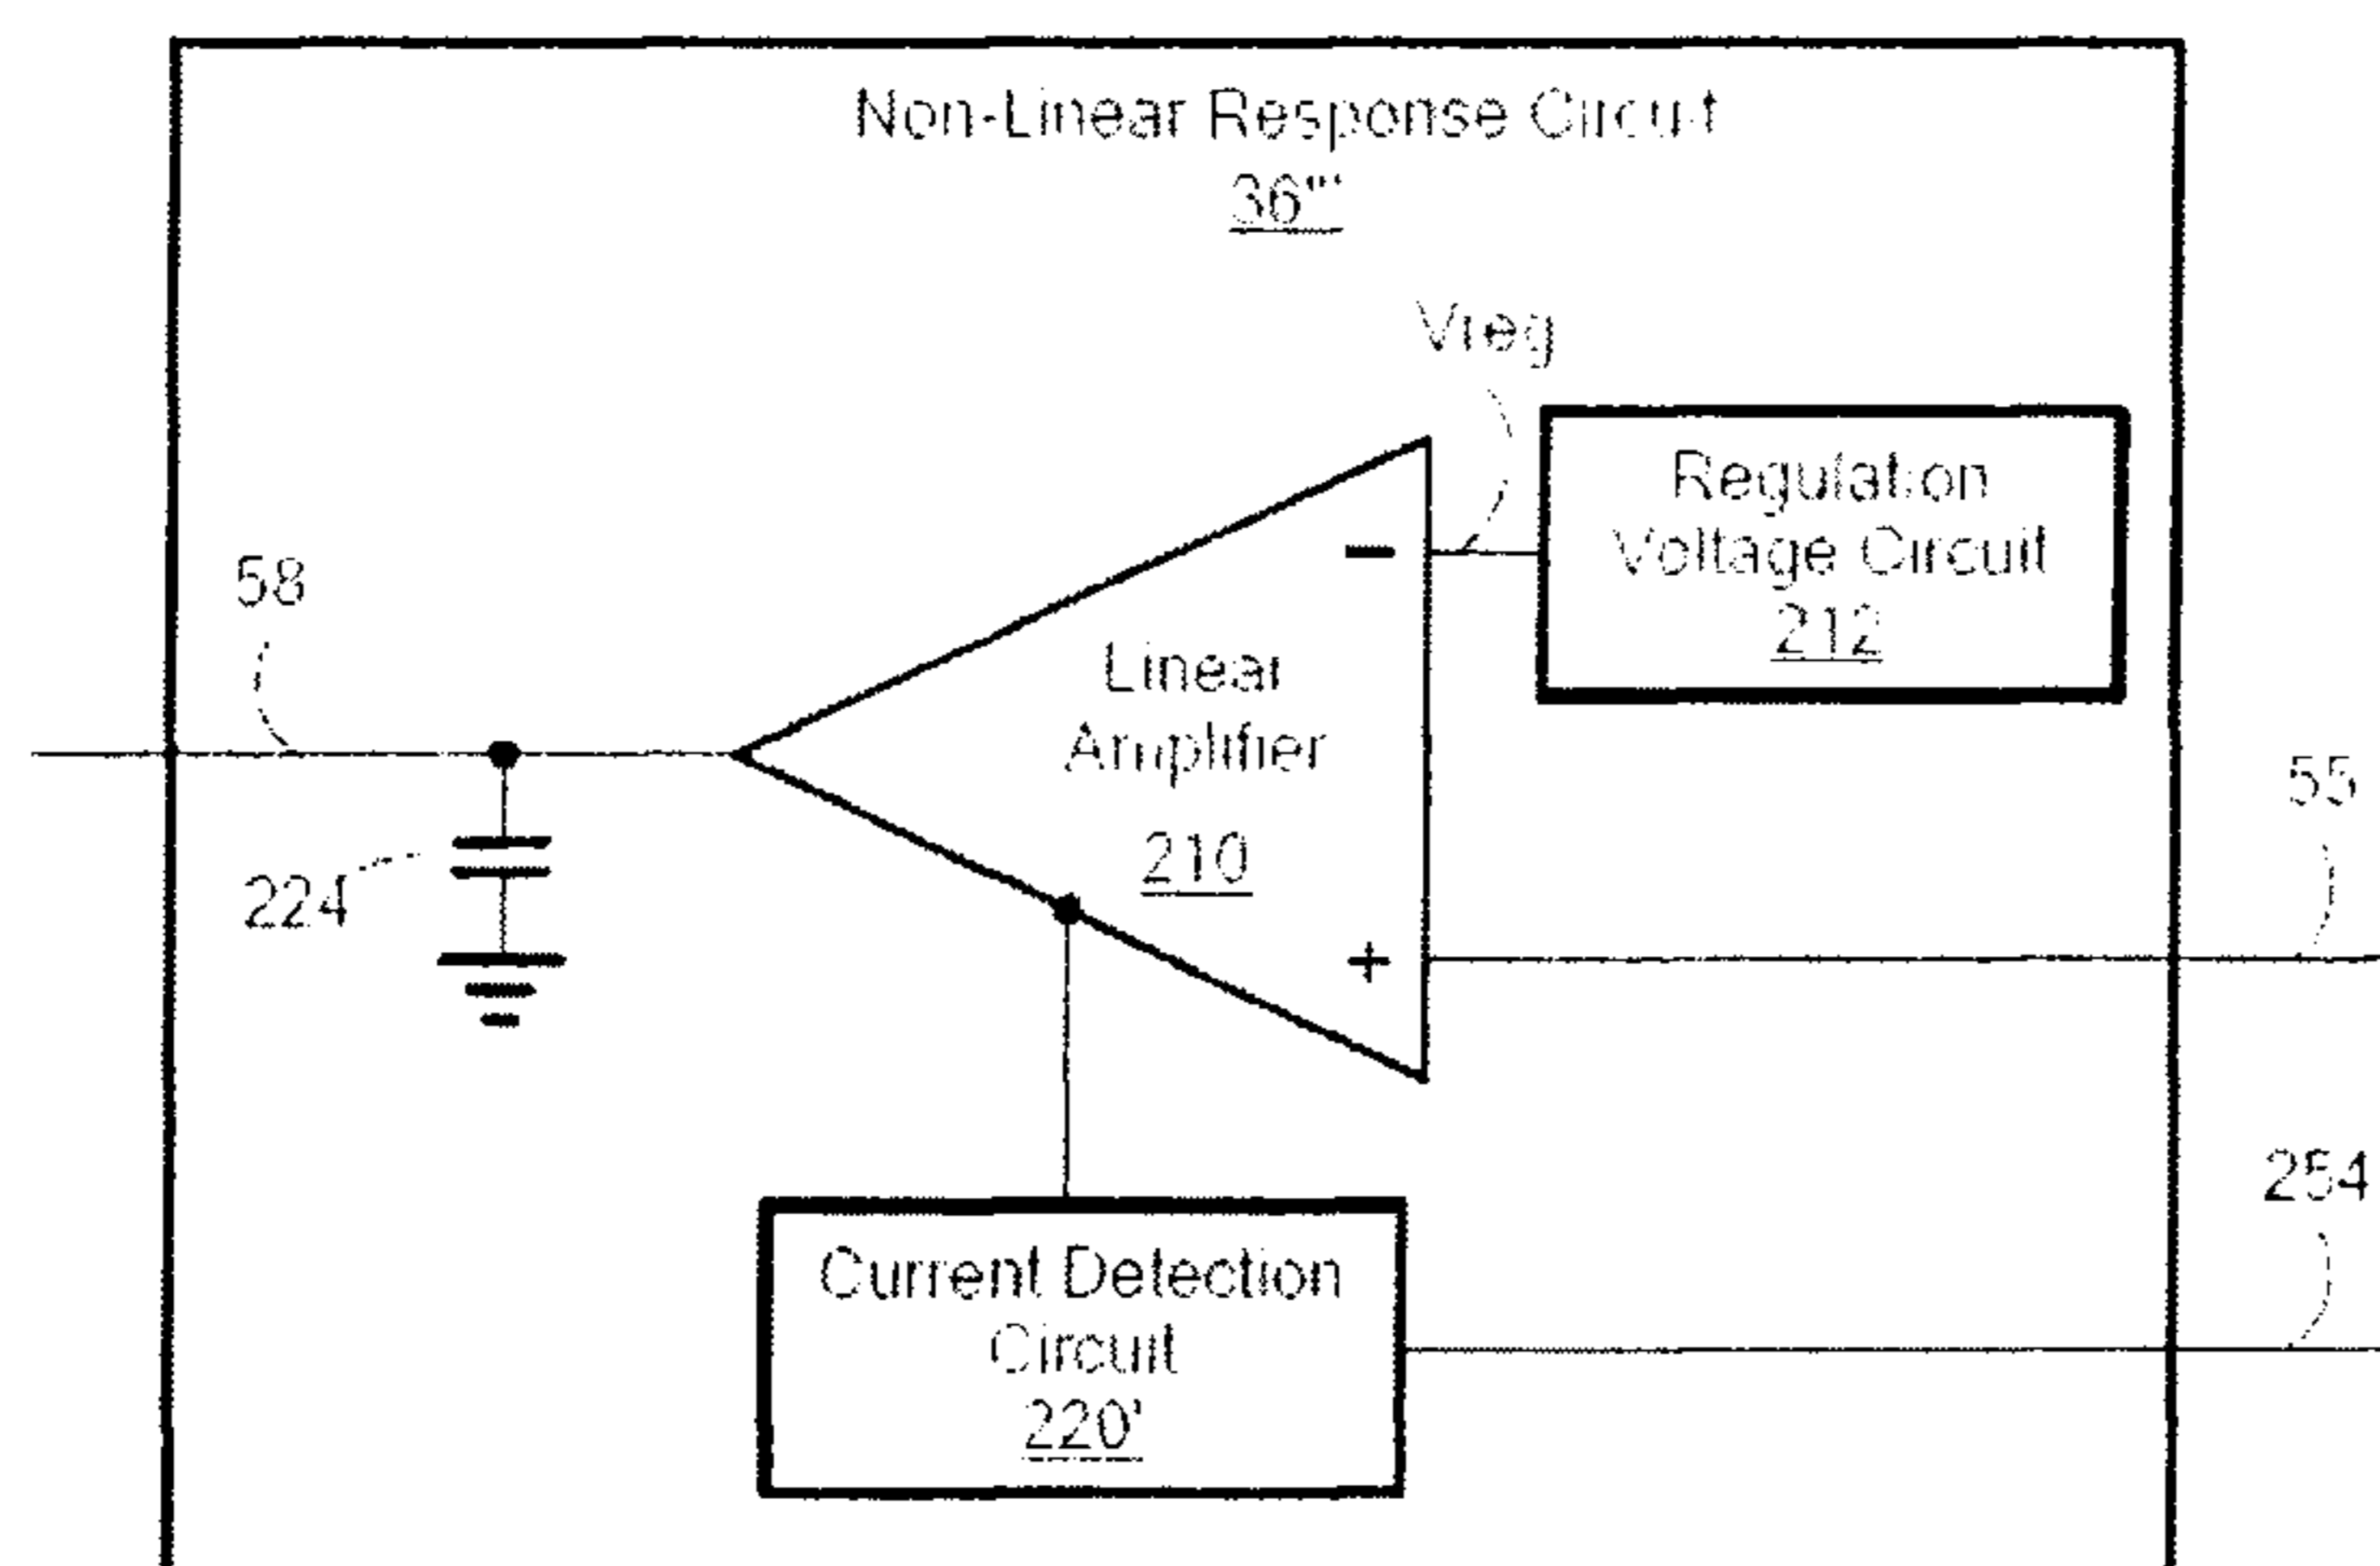 Non-Linear Response Circuit
36'''
Vreg
Regulation
Voltage Circuit
212
58
Linear
Amplifier
210
-
+
55
224
254
Current Detection
Circuit
220'